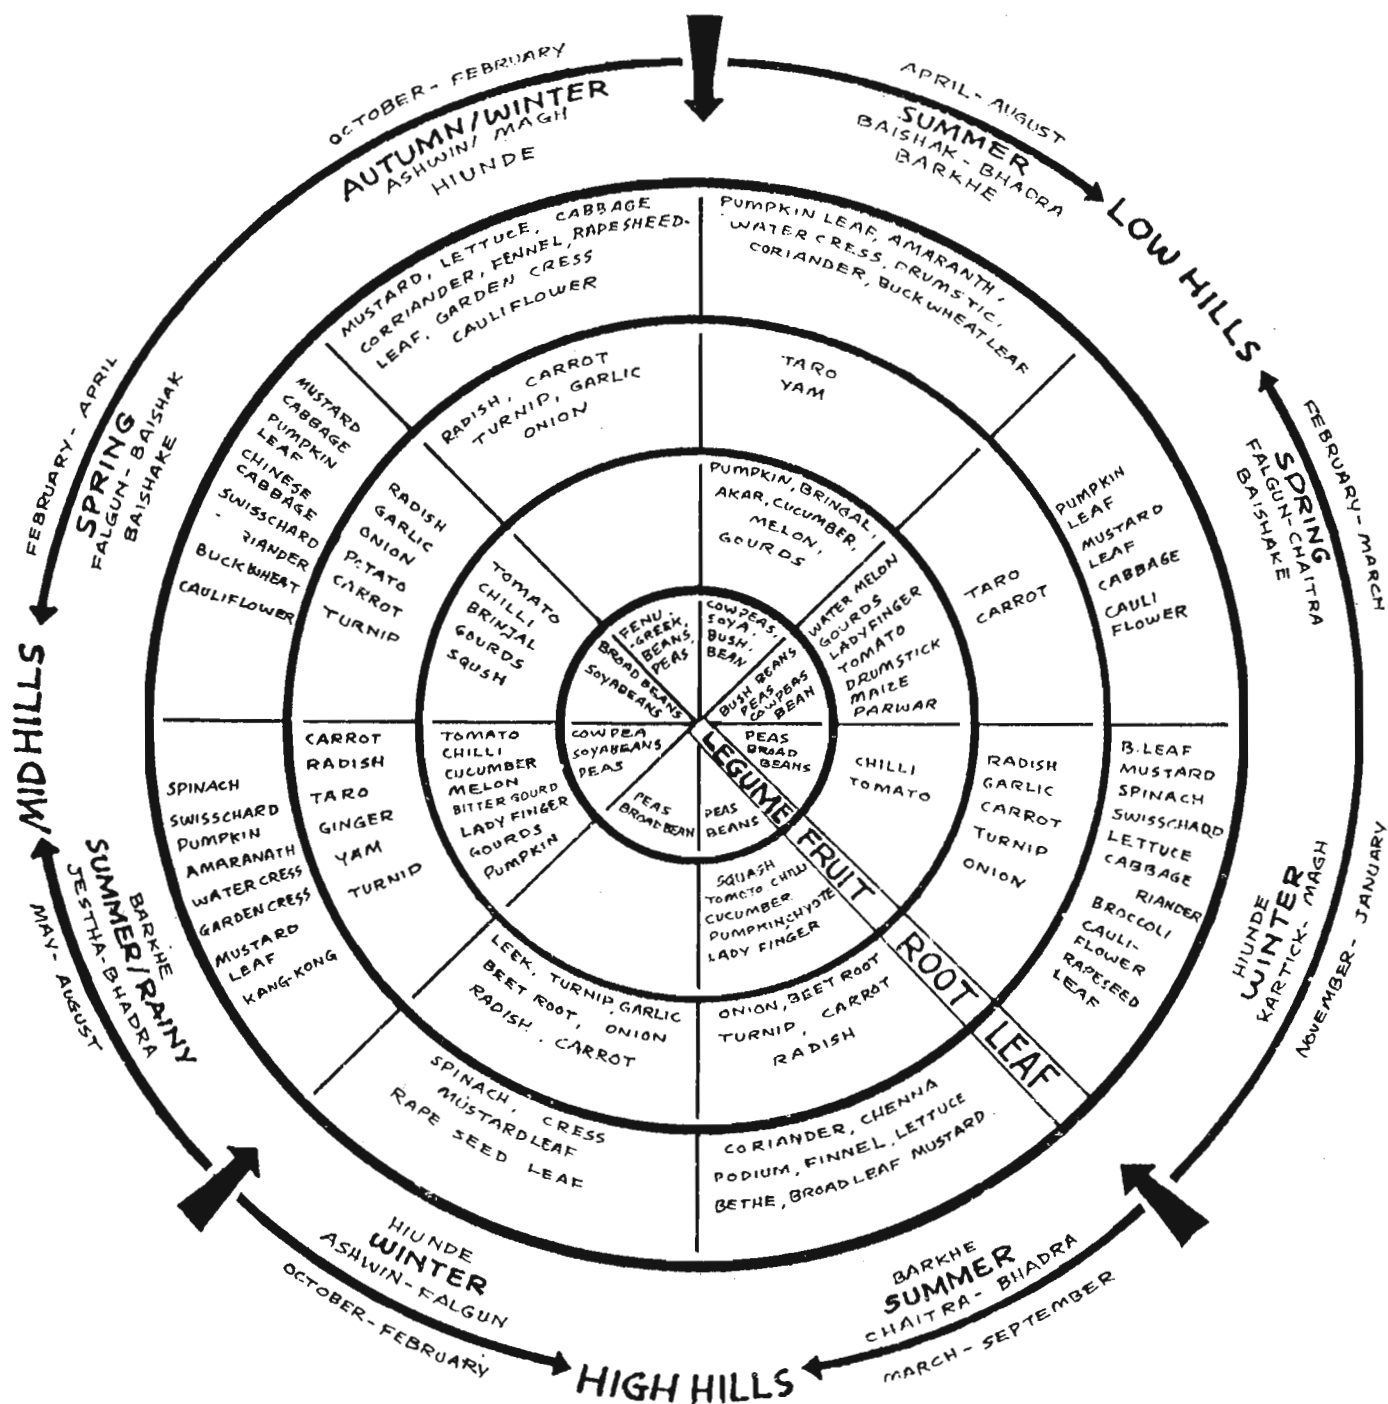 OCTOBER - FEBRUARY
AUTUMN/WINTER
ASHWIN/ MAGH
HIUNDE
APRIL - AUGUST
SUMMER
BAISHAK - BHADRA
BARKHE
LOW HILLS
FEBRUARY - MARCH
SPRING
FALGUN-CHAITRA
BAISHAKE
HIUNDE
WINTER
KARTICK- MAGH
NOVEMBER- JANUARY
BARKHE
SUMMER
CHAITRA- BHADRA
MARCH - SEPTEMBER
HIGH HILLS
HIUNDE
WINTER
ASHWIN- FALGUN
OCTOBER-FEBRUARY
BARKHE
SUMMER/RAINY
JESTHA-BHADRA
MAY- AUGUST
MIDHILLS
FEBRUARY- APRIL
SPRING
FALGUN- BAISHAK
BAISHAKE
MUSTARD, LETTUCE, CABBAGE
CORRIANDER, FENNEL, RAPESHEED-
LEAF, GARDEN CRESS
CAULIFLOWER
RADISH, CARROT
TURNIP, GARLIC
ONION
FENU,
GREEK,
BEANS,
PEAS
PUMPKIN LEAF, AMARANTH,
WATER CRESS, DRUMSTIC,
CORIANDER, BUCKWHEAT LEAF
TARO
YAM
PUMPKIN, BRINGAL,
AKAR, CUCUMBER,
MELON,
GOURDS
COWPEAS,
SOYA,
BUSH,
BEAN
PUMPKIN
LEAF
MUSTARD
LEAF
CABBAGE
CAULI
FLOWER
TARO
CARROT
WATER MELON
GOURDS
LADYFINGER
TOMATO
DRUMSTICK
MAIZE
PARWAR
BUSH BEANS
PEAS
COWPEAS
BEAN
B.LEAF
MUSTARD
SPINACH
SWISSCHARD
LETTUCE
CABBAGE
RIANDER
BROCCOLI
CAULI-
FLOWER
RAPESEED
LEAF
RADISH
GARLIC
CARROT
TURNIP
ONION
CHILLI
TOMATO
PEAS
BROAD
BEANS
LEGUME
FRUIT
ROOT
LEAF
PEAS
BEANS
SQUASH
TOMETO CHILLI
CUCUMBER
PUMPKIN,CHYOTE
LADY FINGER
ONION, BEET ROOT
TURNIP, CARROT
RADISH
CORIANDER, CHENNA
PODIUM, FINNEL, LETTUCE
BETHE, BROADLEAF MUSTARD
PEAS
BROADBEAN
LEEK, TURNIP, GARLIC
BEET ROOT, ONION
RADISH, CARROT
SPINACH, CRESS
MUSTARDLEAF
RAPE SEED LEAF
COWPEA
SOYABEANS
PEAS
TOMATO
CHILLI
CUCUMBER
MELON
BITTER GOURD
LADY FINGER
GOURDS
PUMPKIN
CARROT
RADISH
TARO
GINGER
YAM
TURNIP
SPINACH
SWISSCHARD
PUMPKIN
AMARANATH
WATERCRESS
GARDENCRESS
MUSTARD
LEAF
KANG-KONG
MUSTARD
CABBAGE
PUMPKIN
LEAF
CHINESE
CABBAGE
SWISSCHARD
RIANDER
BUCKWHEAT
CAULIFLOWER
RADISH
GARLIC
ONION
POTATO
CARROT
TURNIP
TOMATO
CHILLI
BRINJAL
GOURDS
SQUSH
BROAD BEANS
SOYABEANS